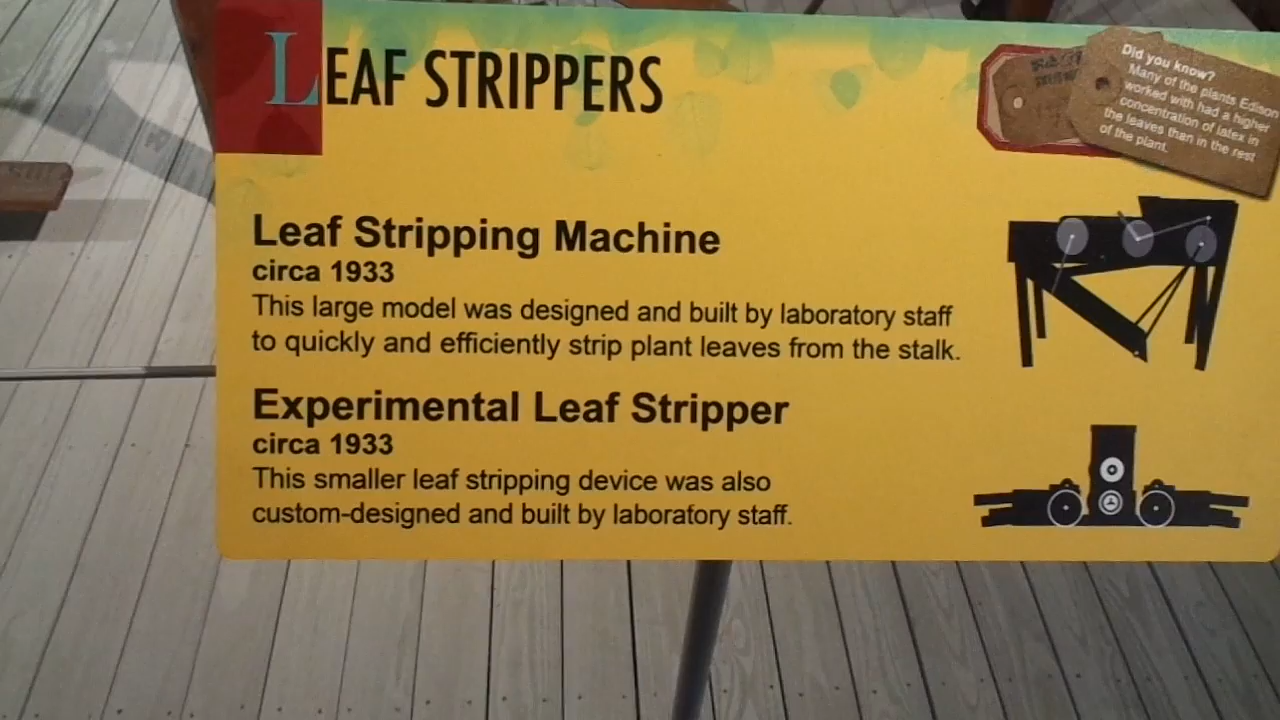 LEAF STRIPPERS
Did you know?
Many of the plants Edison
worked with had a higher
concentration of latex in
the leaves than in the rest
of the plant.
Leaf Stripping Machine
circa 1933
This large model was designed and built by laboratory staff
to quickly and efficiently strip plant leaves from the stalk.
Experimental Leaf Stripper
circa 1933
This smaller leaf stripping device was also
custom-designed and built by laboratory staff.